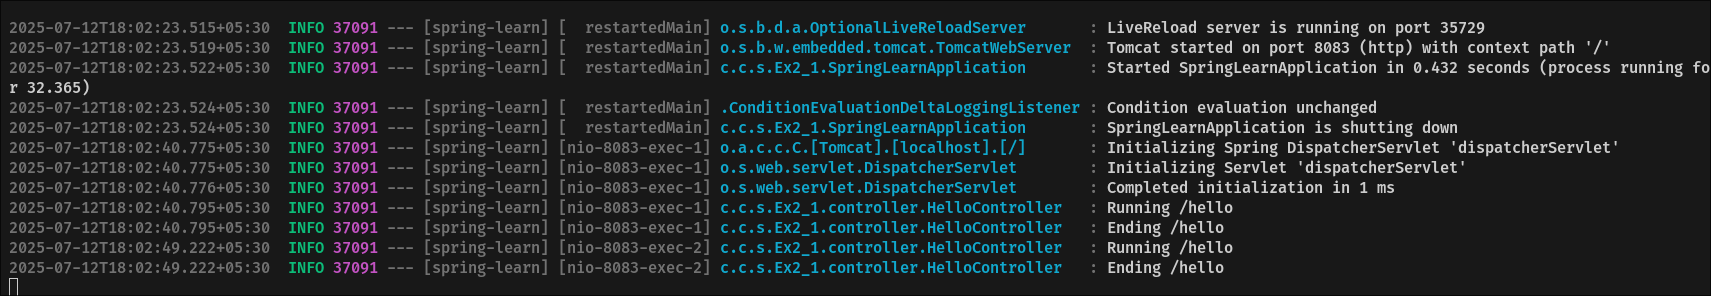 2025-07-12T18:02:23.515+05:30  INFO 37091 --- [spring-learn] [  restartedMain] o.s.b.d.a.OptionalLiveReloadServer       : LiveReload server is running on port 35729
2025-07-12T18:02:23.519+05:30  INFO 37091 --- [spring-learn] [  restartedMain] o.s.b.w.embedded.tomcat.TomcatWebServer  : Tomcat started on port 8083 (http) with context path '/'
2025-07-12T18:02:23.522+05:30  INFO 37091 --- [spring-learn] [  restartedMain] c.c.s.Ex2_1.SpringLearnApplication       : Started SpringLearnApplication in 0.432 seconds (process running fo
r 32.365)
2025-07-12T18:02:23.524+05:30  INFO 37091 --- [spring-learn] [  restartedMain] .ConditionEvaluationDeltaLoggingListener : Condition evaluation unchanged
2025-07-12T18:02:23.524+05:30  INFO 37091 --- [spring-learn] [  restartedMain] c.c.s.Ex2_1.SpringLearnApplication       : SpringLearnApplication is shutting down
2025-07-12T18:02:40.775+05:30  INFO 37091 --- [spring-learn] [nio-8083-exec-1] o.a.c.c.C.[Tomcat].[localhost].[/]       : Initializing Spring DispatcherServlet 'dispatcherServlet'
2025-07-12T18:02:40.775+05:30  INFO 37091 --- [spring-learn] [nio-8083-exec-1] o.s.web.servlet.DispatcherServlet        : Initializing Servlet 'dispatcherServlet'
2025-07-12T18:02:40.776+05:30  INFO 37091 --- [spring-learn] [nio-8083-exec-1] o.s.web.servlet.DispatcherServlet        : Completed initialization in 1 ms
2025-07-12T18:02:40.795+05:30  INFO 37091 --- [spring-learn] [nio-8083-exec-1] c.c.s.Ex2_1.controller.HelloController   : Running /hello
2025-07-12T18:02:40.795+05:30  INFO 37091 --- [spring-learn] [nio-8083-exec-1] c.c.s.Ex2_1.controller.HelloController   : Ending /hello
2025-07-12T18:02:49.222+05:30  INFO 37091 --- [spring-learn] [nio-8083-exec-2] c.c.s.Ex2_1.controller.HelloController   : Running /hello
2025-07-12T18:02:49.222+05:30  INFO 37091 --- [spring-learn] [nio-8083-exec-2] c.c.s.Ex2_1.controller.HelloController   : Ending /hello